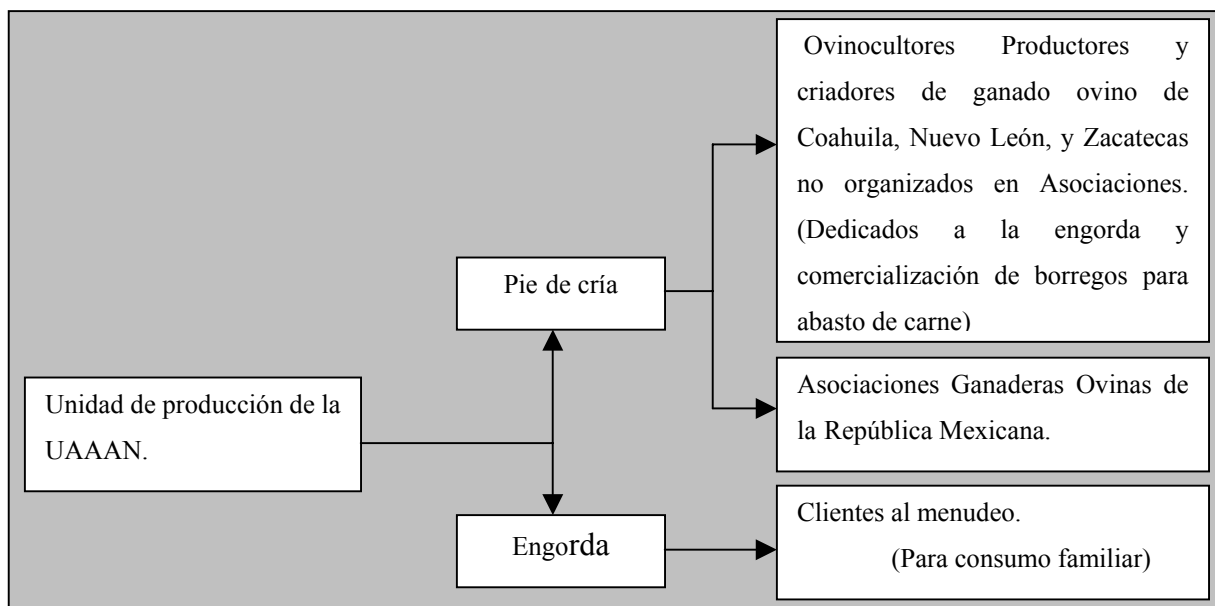 Ovinocultores Productores y
criadores de ganado ovino de
Coahuila, Nuevo León, y Zacatecas
no organizados en Asociaciones.
(Dedicados a la engorda y
comercialización de borregos para
abasto de carne)
Pie de cría
Unidad de producción de la
UAAAN.
Asociaciones Ganaderas Ovinas de
la República Mexicana.
Engorda
Clientes al menudeo.
(Para consumo familiar)